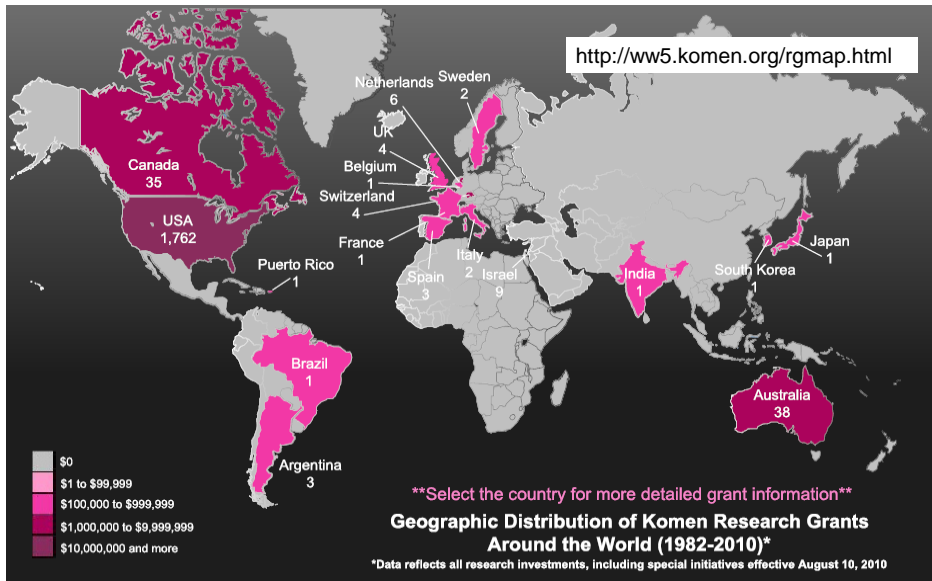 http://ww5.komen.org/rgmap.html
Netherlands
6
Sweden
2
UK
4
Belgium
1
Switzerland
4
France
1
Spain
3
Italy
2
Israel
9
Canada
35
USA
1,762
Puerto Rico
1
India
1
South Korea
1
Japan
1
Brazil
1
Argentina
3
Australia
38
$0
$1 to $99,999
$100,000 to $999,999
$1,000,000 to $9,999,999
$10,000,000 and more
**Select the country for more detailed grant information**
Geographic Distribution of Komen Research Grants
Around the World (1982-2010)*
*Data reflects all research investments, including special initiatives effective August 10, 2010